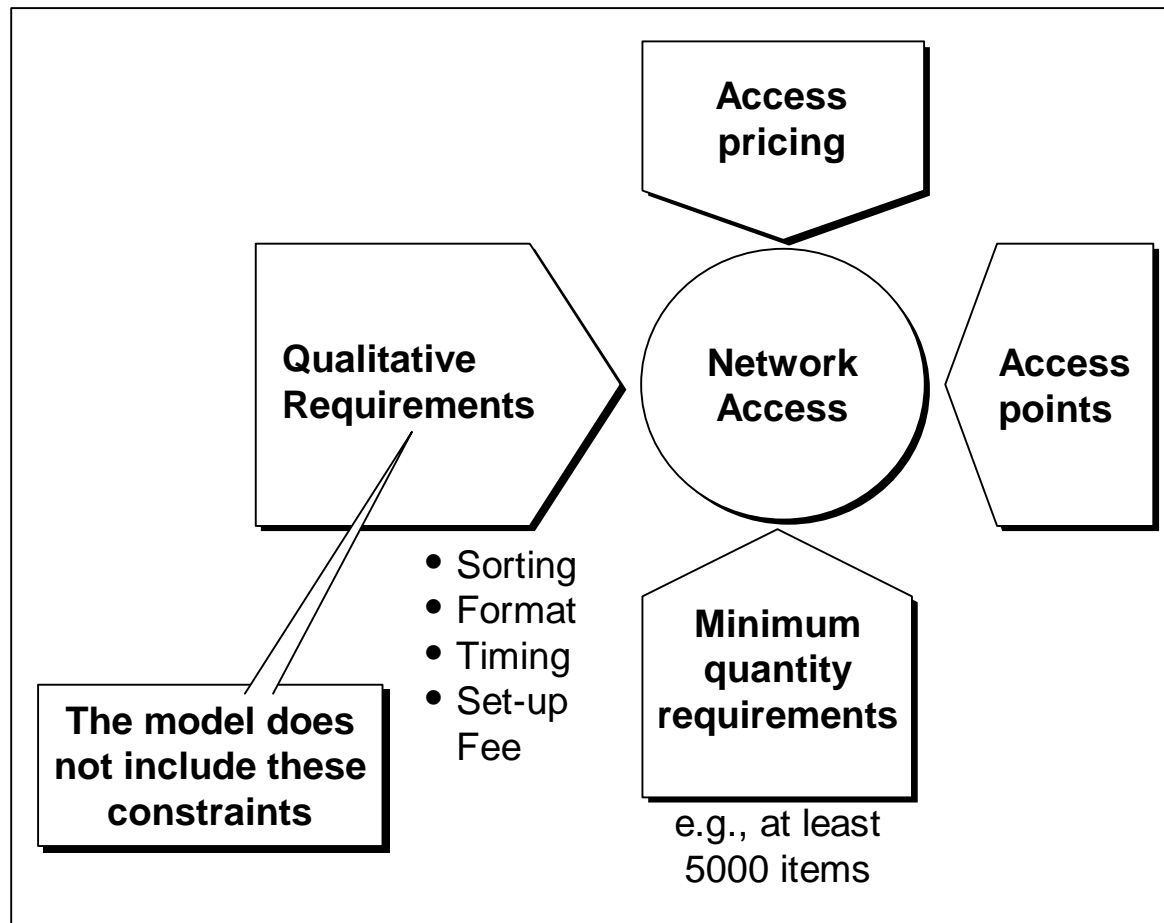 Access
pricing
Qualitative
Requirements
Network
Access
Access
points
• Sorting
• Format
• Timing
• Set-up
Fee
Minimum
quantity
requirements
The model does
not include these
constraints
e.g., at least
5000 items